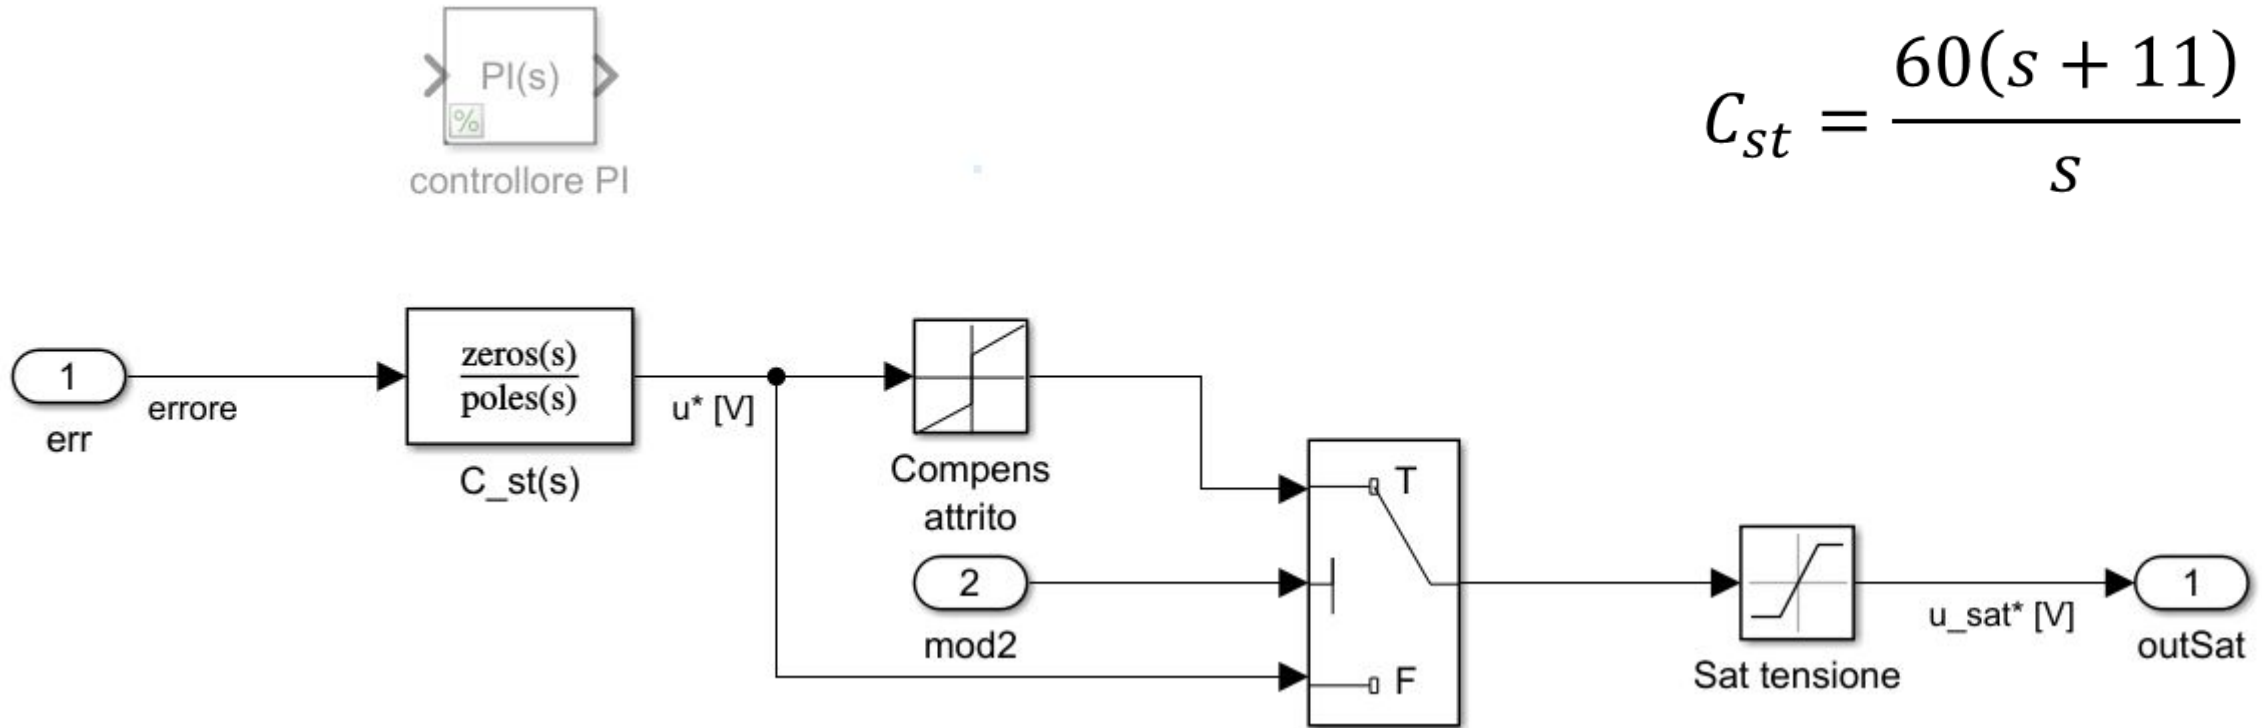 PI(s)
%
controllore PI
C_st = 60(s + 11) / s
1
errore
err
zeros(s)
poles(s)
C_st(s)
u* [V]
Compens
attrito
2
mod2
T
F
Sat tensione
u_sat* [V]
1
outSat